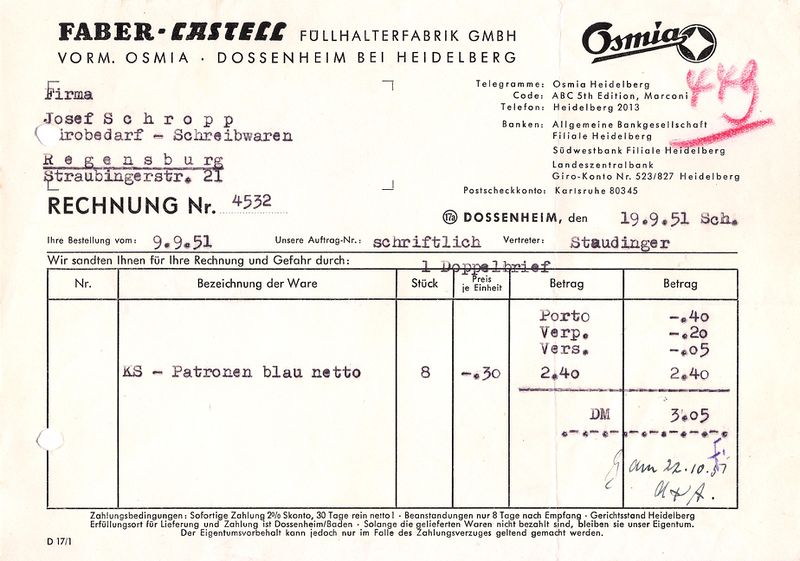 FABER-CASTELL FÜLLHALTERFABRIK GMBH
VORM. OSMIA · DOSSENHEIM BEI HEIDELBERG
Osmia
Firma
Josef Schropp
irobedarf - Schreibwaren
Regensburg
Straubingerstr. 21
Telegramme: Osmia Heidelberg
Code: ABC 5th Edition, Marconi
Telefon: Heidelberg 2013
449
Banken: Allgemeine Bankgesellschaft
Filiale Heidelberg
Südwestbank Filiale Heidelberg
Landeszentralbank
Giro-Konto Nr. 523/827 Heidelberg
Postscheckkonto: Karlsruhe 80345
RECHNUNG Nr. 4532
17a DOSSENHEIM, den 19.9.51 Sch.
Ihre Bestellung vom: 9.9.51 Unsere Auftrag-Nr.: schriftlich Vertreter: Staudinger
Wir sandten Ihnen für Ihre Rechnung und Gefahr durch: 1 Doppelbrief
Nr. Bezeichnung der Ware Stück Preis je Einheit Betrag Betrag
Porto -.40
Verp. -.20
Vers. -.05
KS - Patronen blau netto 8 -.30 2.40 2.40
DM 3.05
am 22.10.51
Zahlungsbedingungen: Sofortige Zahlung 2% Skonto, 30 Tage rein netto! · Beanstandungen nur 8 Tage nach Empfang · Gerichtsstand Heidelberg
Erfüllungsort für Lieferung und Zahlung ist Dossenheim/Baden · Solange die gelieferten Waren nicht bezahlt sind, bleiben sie unser Eigentum.
Der Eigentumsvorbehalt kann jedoch nur im Falle des Zahlungsverzuges geltend gemacht werden.
D 17/1